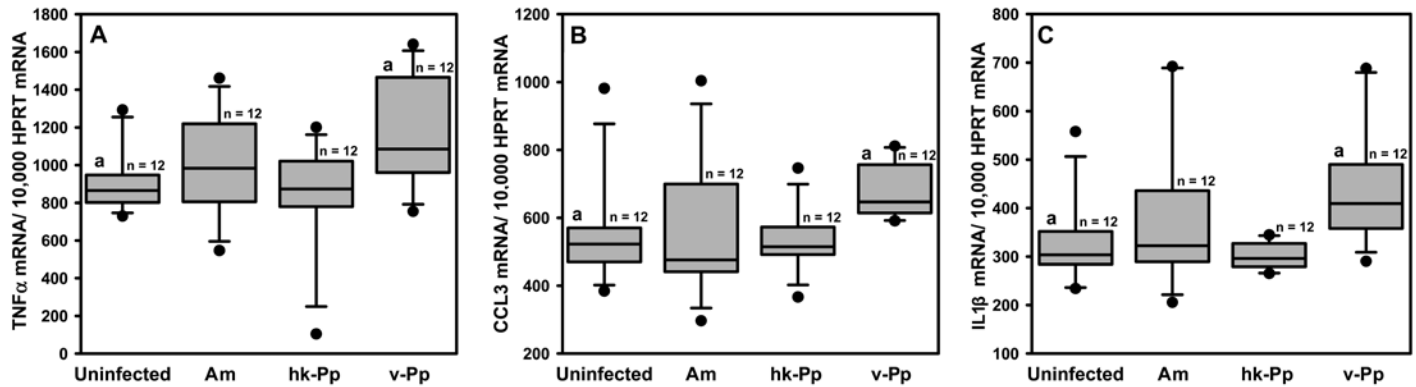 A
TNFα mRNA/ 10,000 HPRT mRNA
1800
1600
1400
1200
1000
800
600
400
200
0
a
n = 12
n = 12
n = 12
a
n = 12
Uninfected Am hk-Pp v-Pp
B
CCL3 mRNA/ 10.000 HPRT mRNA
1200
1000
800
600
400
200
a
n = 12
n = 12
n = 12
a
n = 12
Uninfected Am hk-Pp v-Pp
C
IL1β mRNA/ 10,000 HPRT mRNA
800
700
600
500
400
300
200
100
a
n = 12
n = 12
n = 12
a
n = 12
Uninfected Am hk-Pp v-Pp